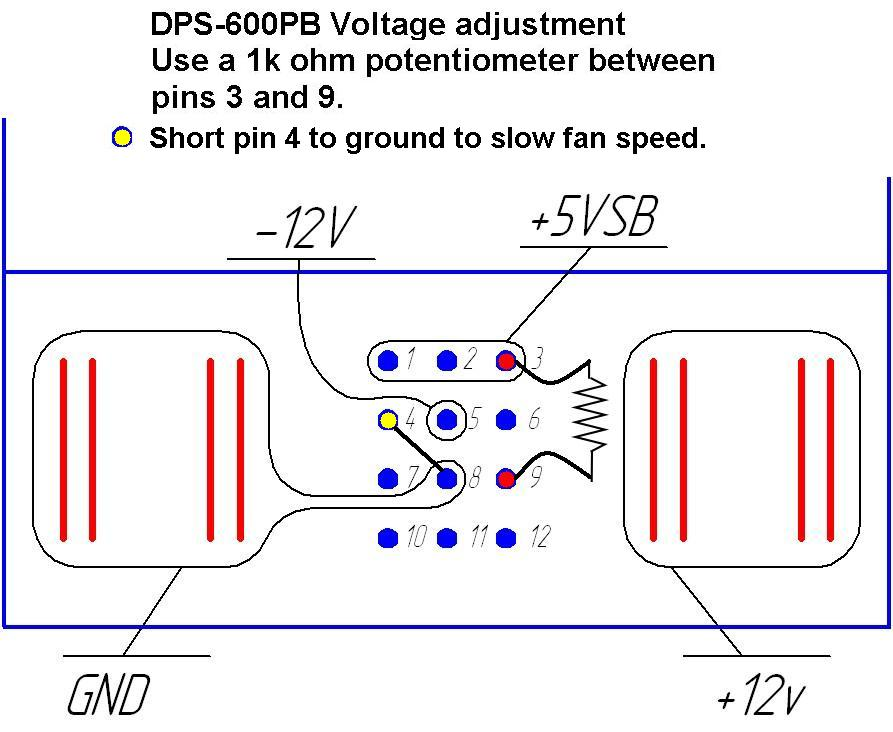 DPS-600PB Voltage adjustment
Use a 1k ohm potentiometer between
pins 3 and 9.
Short pin 4 to ground to slow fan speed.
-12V
+5VSB
1 2 3
4 5 6
7 8 9
10 11 12
GND
+12v